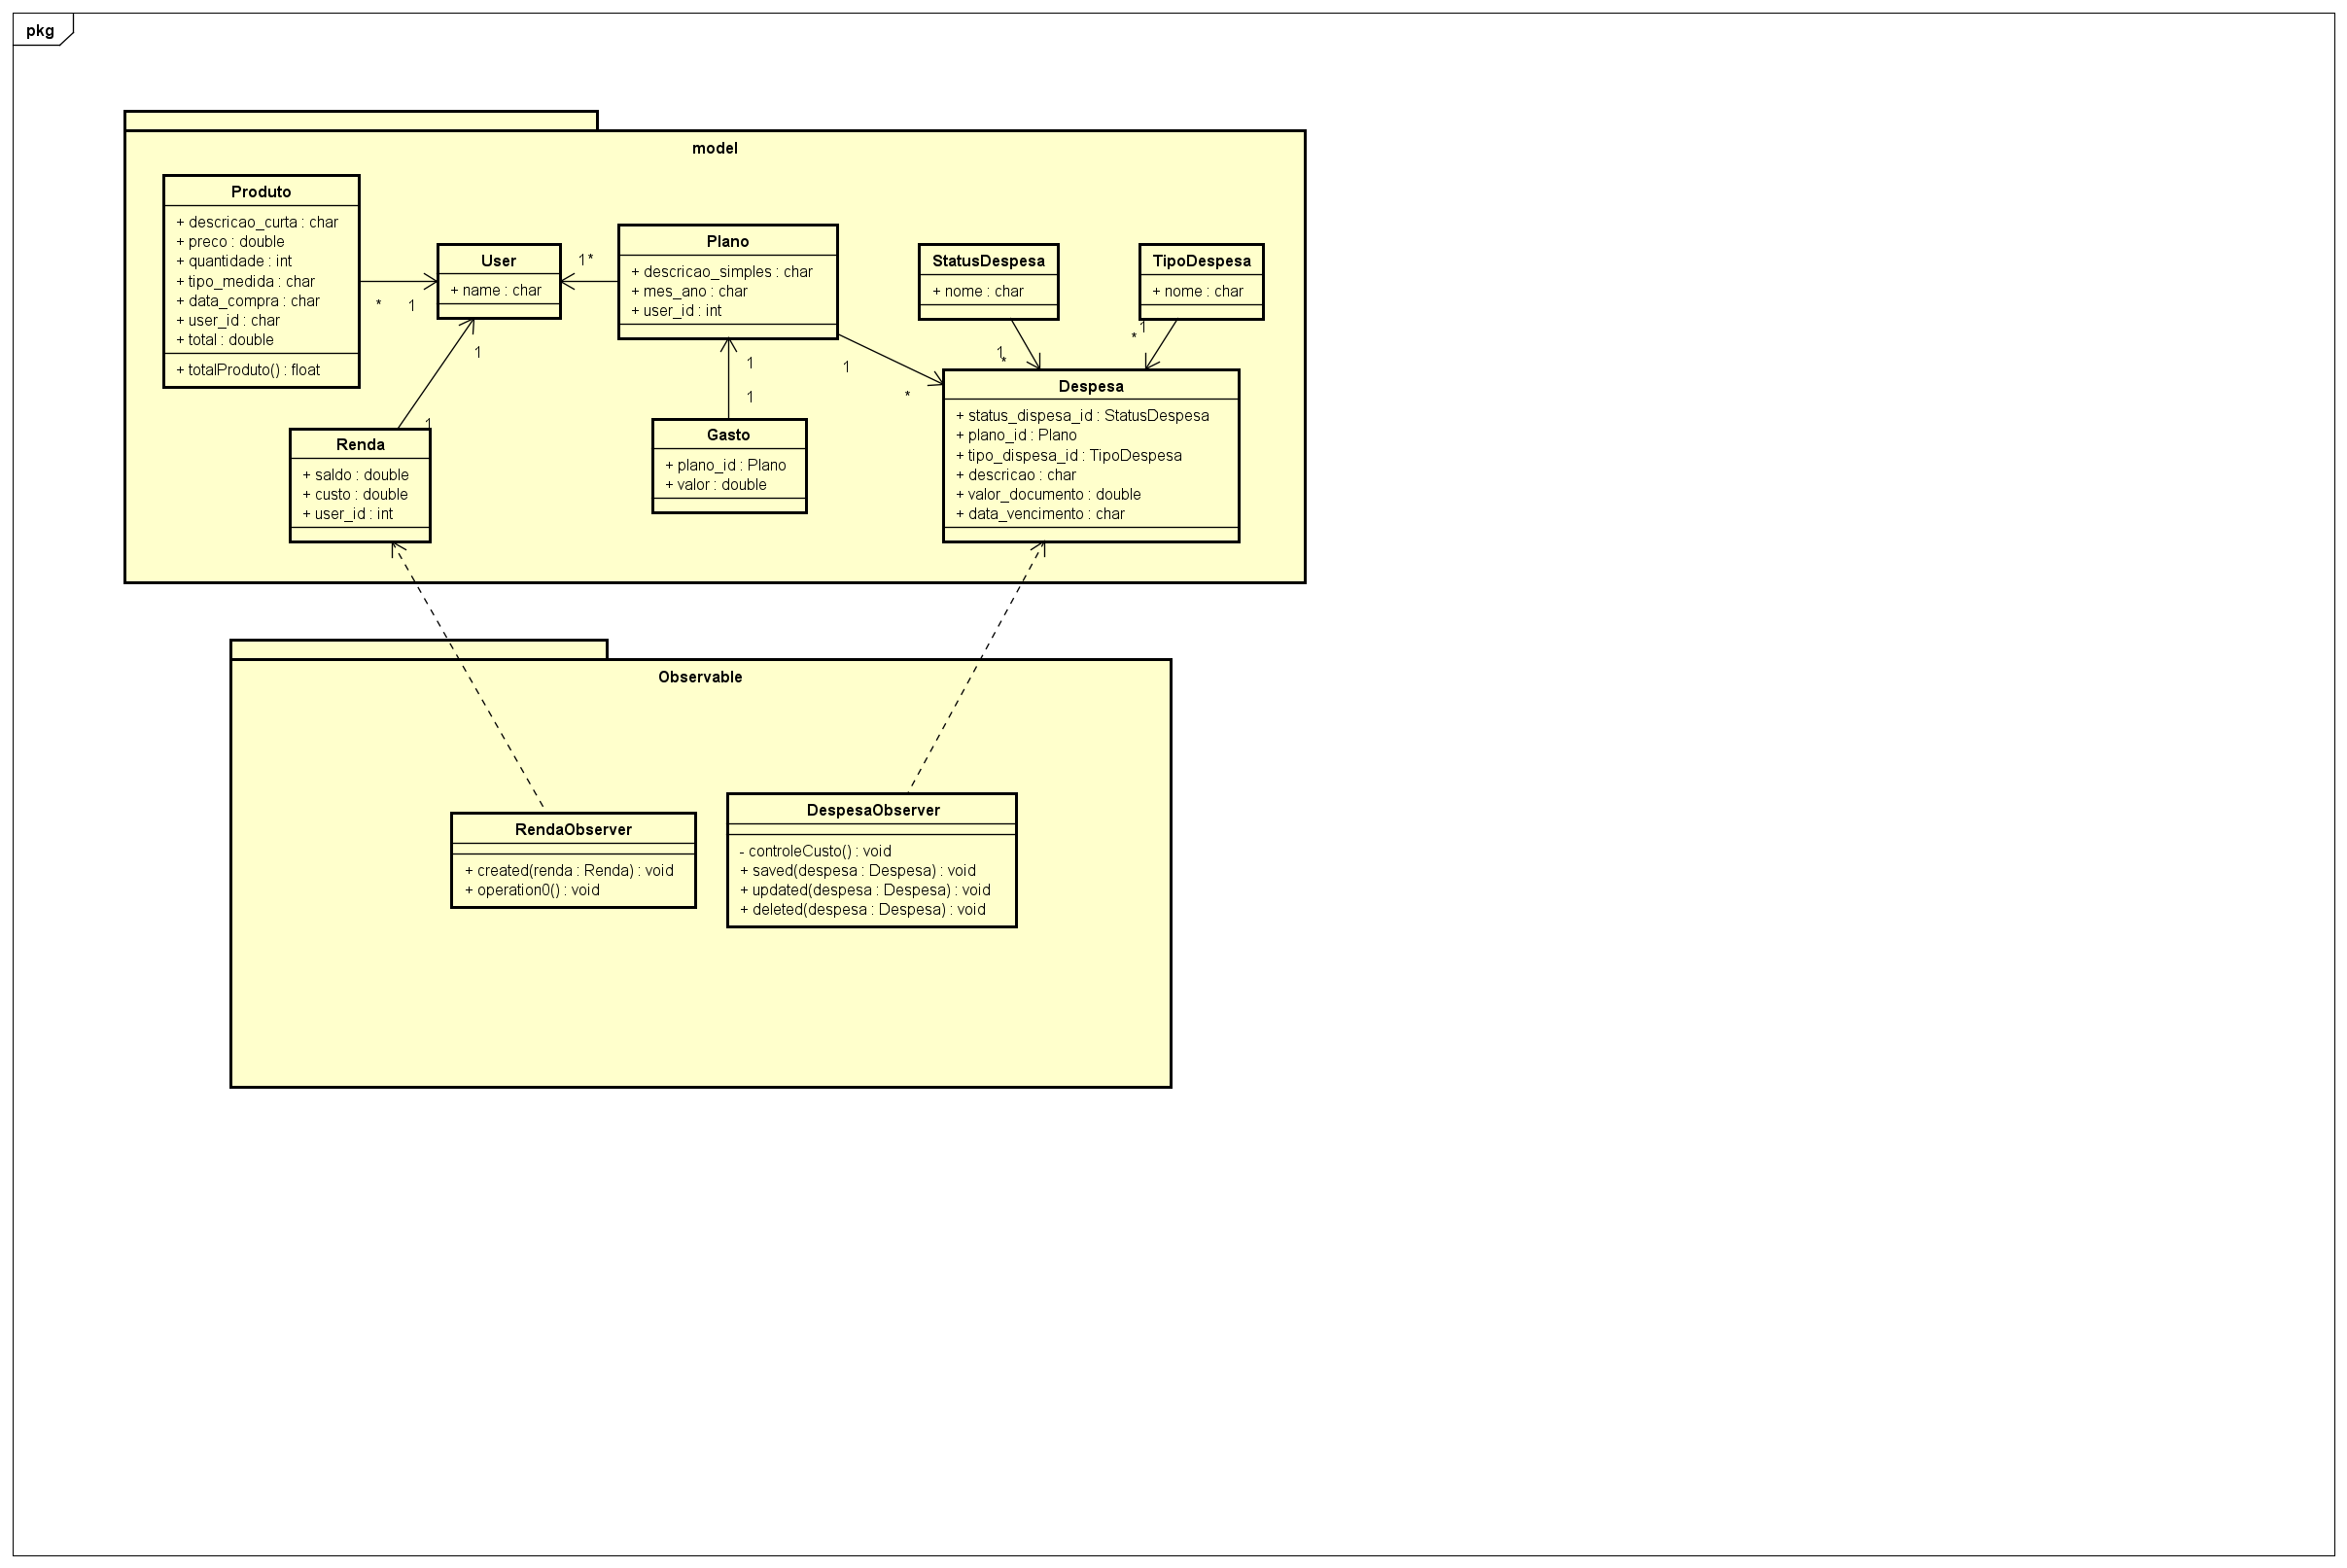 pkg
model
Produto
+ descricao_curta : char
+ preco : double
+ quantidade : int
+ tipo_medida : char
+ data_compra : char
+ user_id : char
+ total : double
+ totalProduto() : float
* 1
User
+ name : char
1 *
Plano
+ descricao_simples : char
+ mes_ano : char
+ user_id : int
StatusDespesa
+ nome : char
TipoDespesa
+ nome : char
1
1
Renda
+ saldo : double
+ custo : double
+ user_id : int
1
1
Gasto
+ plano_id : Plano
+ valor : double
1
*
1
*
1
*
Despesa
+ status_dispesa_id : StatusDespesa
+ plano_id : Plano
+ tipo_dispesa_id : TipoDespesa
+ descricao : char
+ valor_documento : double
+ data_vencimento : char
Observable
RendaObserver
+ created(renda : Renda) : void
+ operation0() : void
DespesaObserver
- controleCusto() : void
+ saved(despesa : Despesa) : void
+ updated(despesa : Despesa) : void
+ deleted(despesa : Despesa) : void